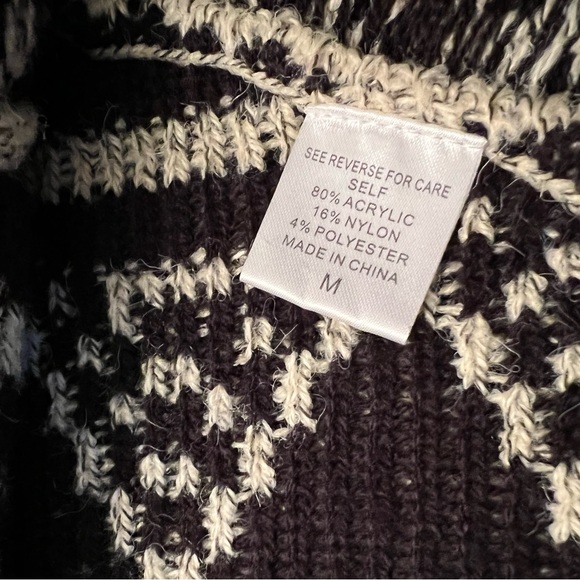 SEE REVERSE FOR CARE
SELF
80% ACRYLIC
16% NYLON
4% POLYESTER
MADE IN CHINA
M